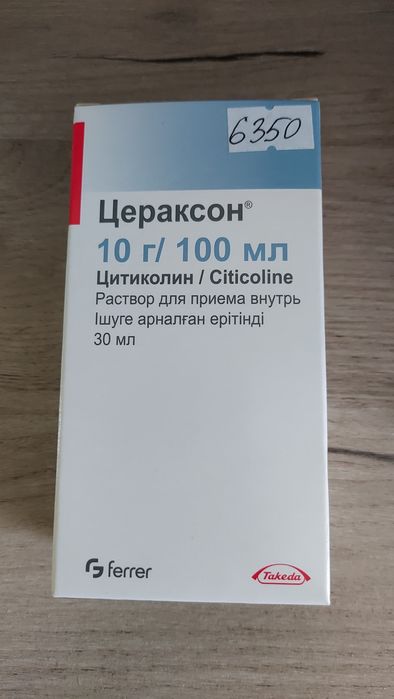 6350
Цераксон®
10 г/ 100 мл
Цитиколин / Citicoline
Раствор для приема внутрь
Ішуге арналған ерітінді
30 мл
ferrer
Takeda